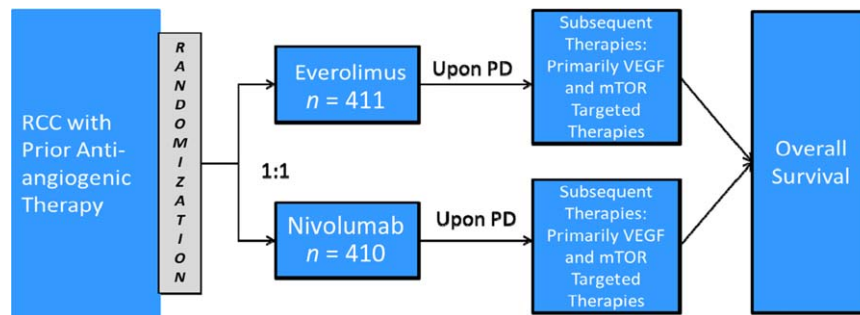 RCC with
Prior Anti-
angiogenic
Therapy
RANDOMIZATION
1:1
Everolimus
n = 411
Upon PD
Subsequent
Therapies:
Primarily VEGF
and mTOR
Targeted
Therapies
Nivolumab
n = 410
Upon PD
Subsequent
Therapies:
Primarily VEGF
and mTOR
Targeted
Therapies
Overall
Survival